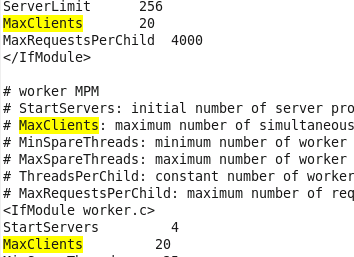 ServerLimit 256
MaxClients 20
MaxRequestsPerChild 4000
</IfModule>
# worker MPM
# StartServers: initial number of server pro
# MaxClients: maximum number of simultaneous
# MinSpareThreads: minimum number of worker
# MaxSpareThreads: maximum number of worker
# ThreadsPerChild: constant number of worker
# MaxRequestsPerChild: maximum number of req
<IfModule worker.c>
StartServers 4
MaxClients 20